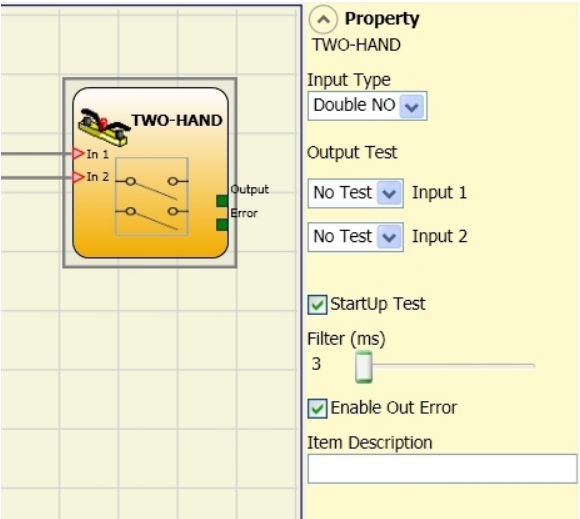 TWO-HAND
In 1
In 2
Output
Error
Property
TWO-HAND
Input Type
Double NO
Output Test
No Test Input 1
No Test Input 2
StartUp Test
Filter (ms)
3
Enable Out Error
Item Description